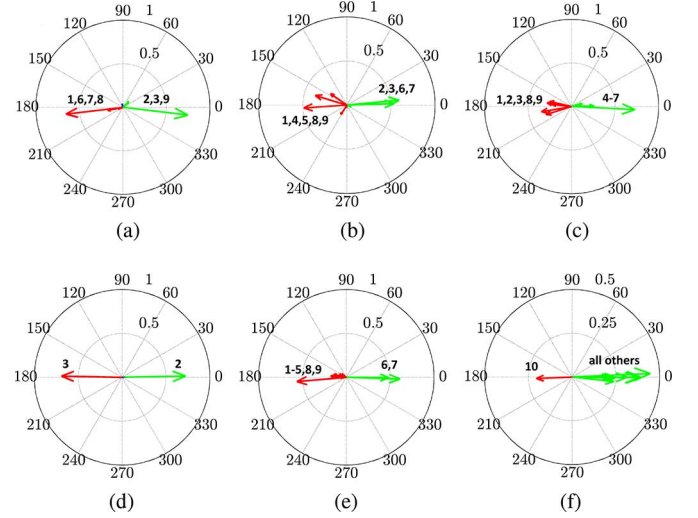 90 1 90 1 90 1
120 60 120 60 120 60
150 0.5 30 150 0.5 30 150 0.5 30
180 1,6,7,8 2,3,9 0 180 1,4,5,8,9 2,3,6,7 0 180 1,2,3,8,9 4-7 0
210 330 210 330 210 330
240 300 240 300 240 300
270 270 270
(a) (b) (c)
90 1 90 1 90 0.5
120 60 120 60 120 60
150 0.5 30 150 0.5 30 150 0.25 30
180 3 2 0 180 1-5,8,9 6,7 0 180 10 all others 0
210 330 210 330 210 330
240 300 240 300 240 300
270 270 270
(d) (e) (f)